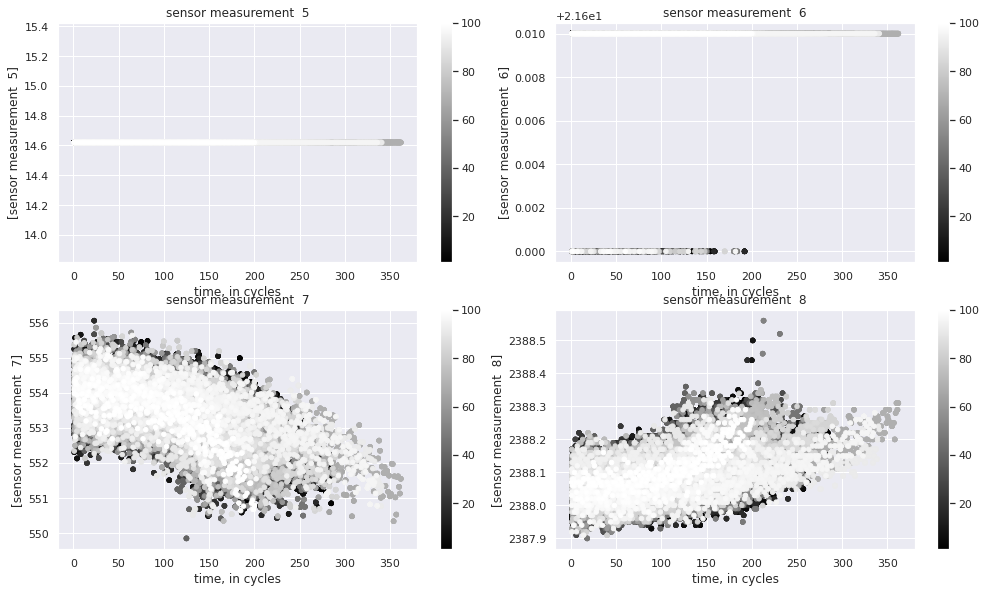 sensor measurement  5
[sensor measurement  5]
15.4
15.2
15.0
14.8
14.6
14.4
14.2
14.0
0 50 100 150 200 250 300 350
time, in cycles
100
80
60
40
20
sensor measurement  6
+2.16e1
[sensor measurement  6]
0.010
0.008
0.006
0.004
0.002
0.000
0 50 100 150 200 250 300 350
time, in cycles
100
80
60
40
20
sensor measurement  7
[sensor measurement  7]
556
555
554
553
552
551
550
0 50 100 150 200 250 300 350
time, in cycles
100
80
60
40
20
sensor measurement  8
[sensor measurement  8]
2388.5
2388.4
2388.3
2388.2
2388.1
2388.0
2387.9
0 50 100 150 200 250 300 350
time, in cycles
100
80
60
40
20